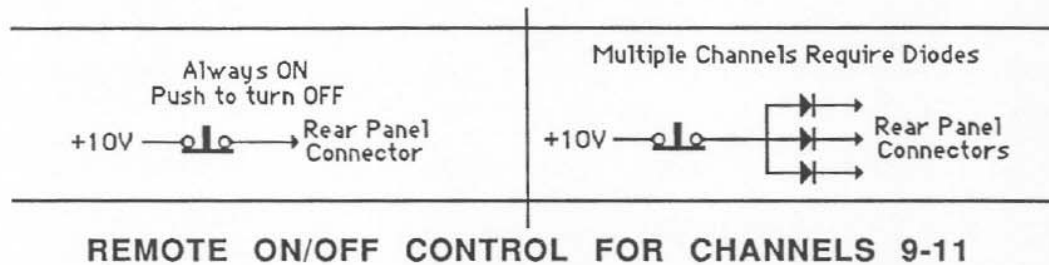 Always ON
Push to turn OFF
+10V
Rear Panel
Connector
Multiple Channels Require Diodes
+10V
Rear Panel
Connectors
REMOTE ON/OFF CONTROL FOR CHANNELS 9-11